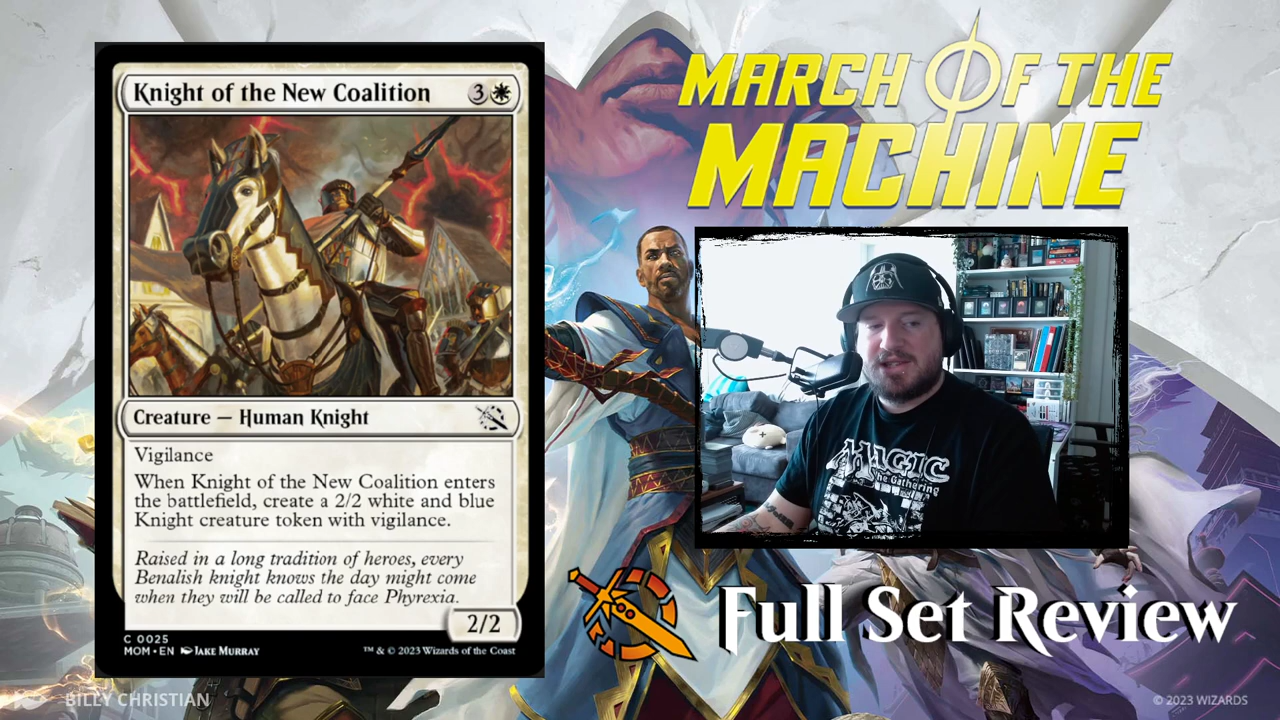 Knight of the New Coalition 3
Creature — Human Knight
Vigilance
When Knight of the New Coalition enters
the battlefield, create a 2/2 white and blue
Knight creature token with vigilance.
Raised in a long tradition of heroes, every
Benalish knight knows the day might come
when they will be called to face Phyrexia.
2/2
C 0025
MOM • EN JAKE MURRAY
™ & © 2023 Wizards of the Coast
BILLY CHRISTIAN
MARCH OF THE
MACHINE
MAGIC
The Gathering
Full Set Review
© 2023 WIZARDS